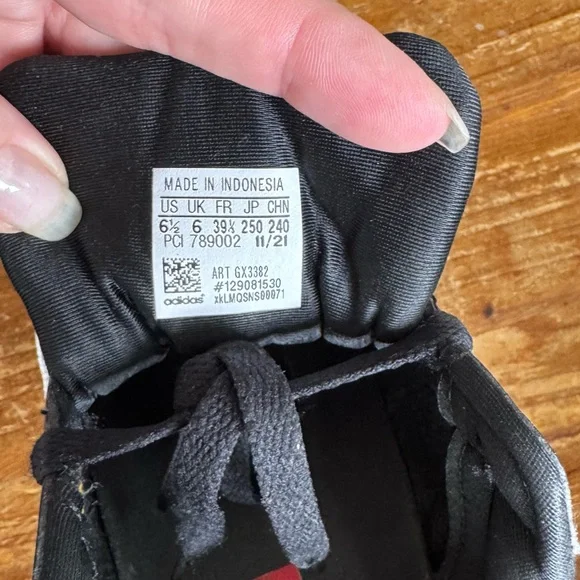 MADE IN INDONESIA
US UK FR JP CHN
6½ 6 39⅓ 250 240
PCI 789002 11/21
ART GX3382
#129081530
adidas® xkLMQSNS00071